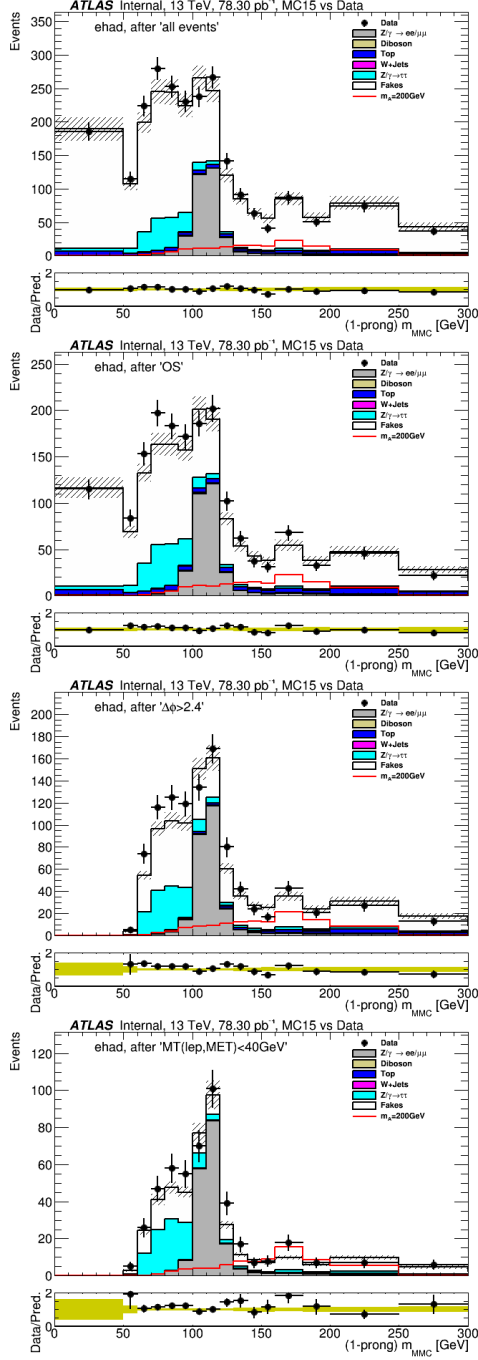 ATLAS Internal, 13 TeV, 78.30 pb⁻¹, MC15 vs Data
Events
ehad, after 'all events'
Data
Z/γ → ee/μμ
Diboson
Top
W+Jets
Z/γ→ττ
Fakes
m_A=200GeV
350
300
250
200
150
100
50
0
Data/Pred.
2
1
0
0 50 100 150 200 250 300
(1-prong) m_MMC [GeV]
ATLAS Internal, 13 TeV, 78.30 pb⁻¹, MC15 vs Data
Events
ehad, after 'OS'
Data
Z/γ → ee/μμ
Diboson
Top
W+Jets
Z/γ→ττ
Fakes
m_A=200GeV
250
200
150
100
50
0
Data/Pred.
2
1
0
0 50 100 150 200 250 300
(1-prong) m_MMC [GeV]
ATLAS Internal, 13 TeV, 78.30 pb⁻¹, MC15 vs Data
Events
ehad, after 'Δϕ>2.4'
Data
Z/γ → ee/μμ
Diboson
Top
W+Jets
Z/γ→ττ
Fakes
m_A=200GeV
200
180
160
140
120
100
80
60
40
20
0
Data/Pred.
2
1
0
0 50 100 150 200 250 300
(1-prong) m_MMC [GeV]
ATLAS Internal, 13 TeV, 78.30 pb⁻¹, MC15 vs Data
Events
ehad, after 'MT(lep,MET)<40GeV'
Data
Z/γ → ee/μμ
Diboson
Top
W+Jets
Z/γ→ττ
Fakes
m_A=200GeV
120
100
80
60
40
20
0
Data/Pred.
2
1
0
0 50 100 150 200 250 300
(1-prong) m_MMC [GeV]